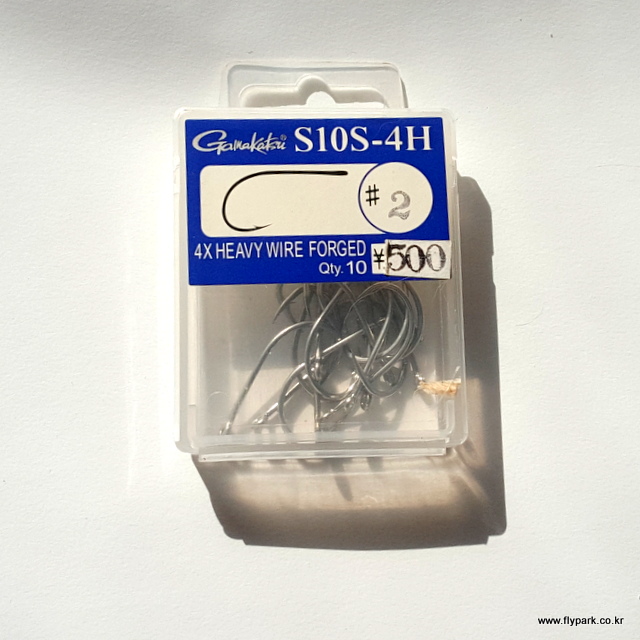 Gamakatsu® S10S-4H
# 2
4X HEAVY WIRE FORGED
Qty. 10 ¥500
www.flypark.co.kr